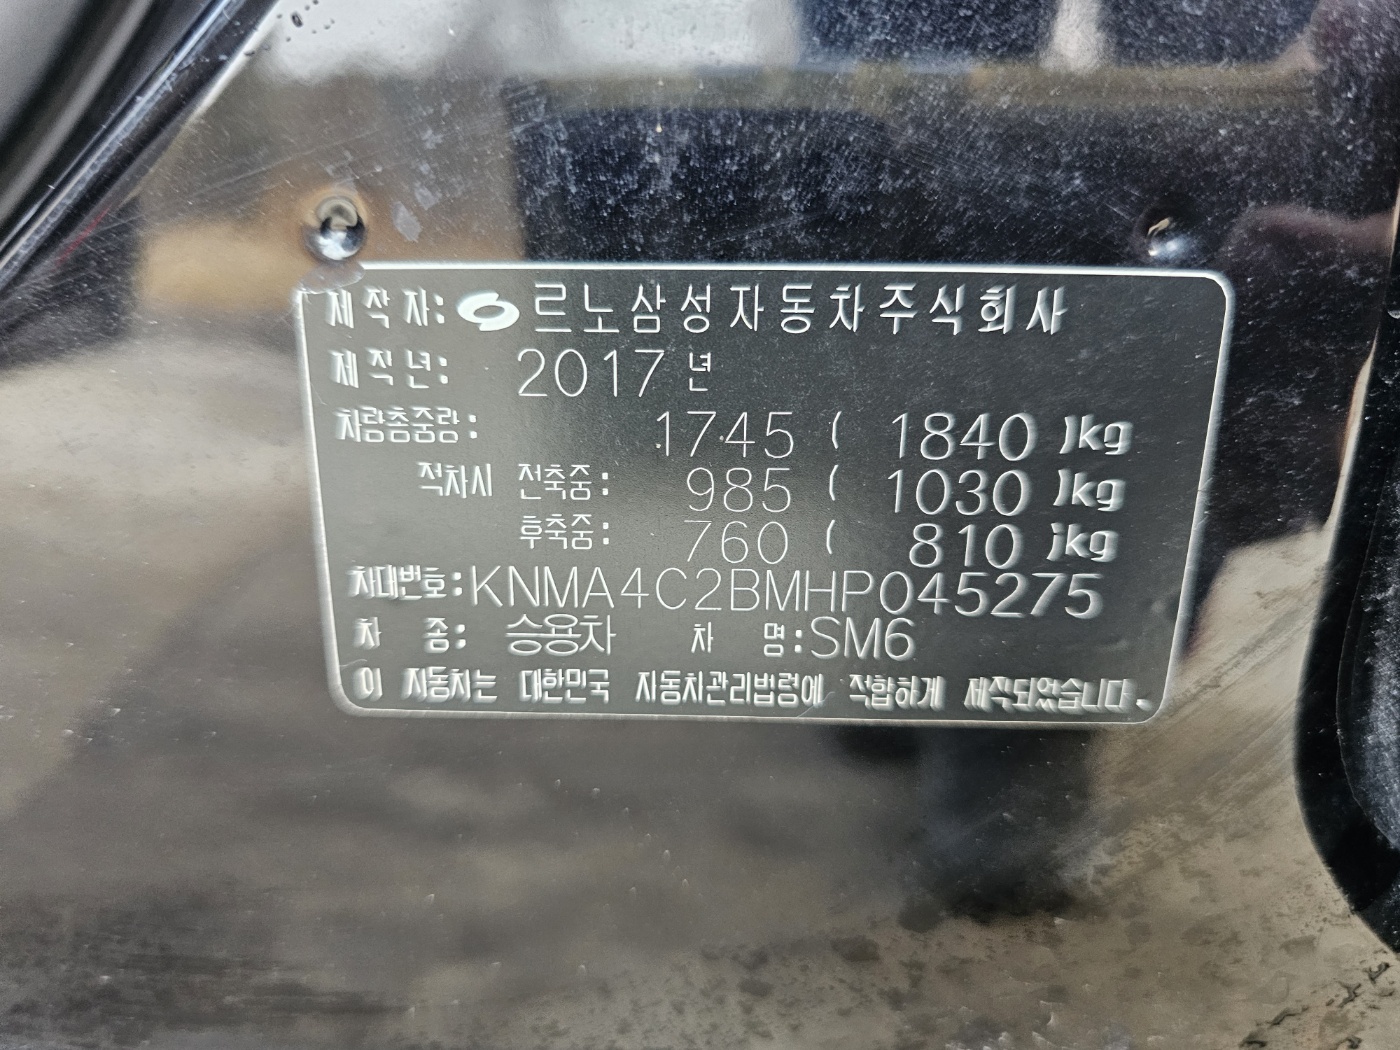 제작자: 르노삼성자동차주식회사
제작년: 2017년
차량총중량: 1745 ( 1840 )kg
적차시 전축중: 985 ( 1030 )kg
후축중: 760 ( 810 )kg
차대번호: KNMA4C2BMHP045275
차 종: 승용차 차 명: SM6
이 자동차는 대한민국 자동차관리법령에 적합하게 제작되었습니다.